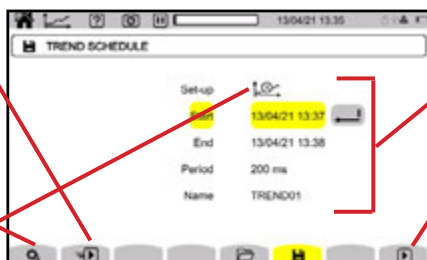 13/04/21 13:35
TREND SCHEDULE
Set-up
Start 13/04/21 13:37
End 13/04/21 13:38
Period 200 ms
Name TREND01